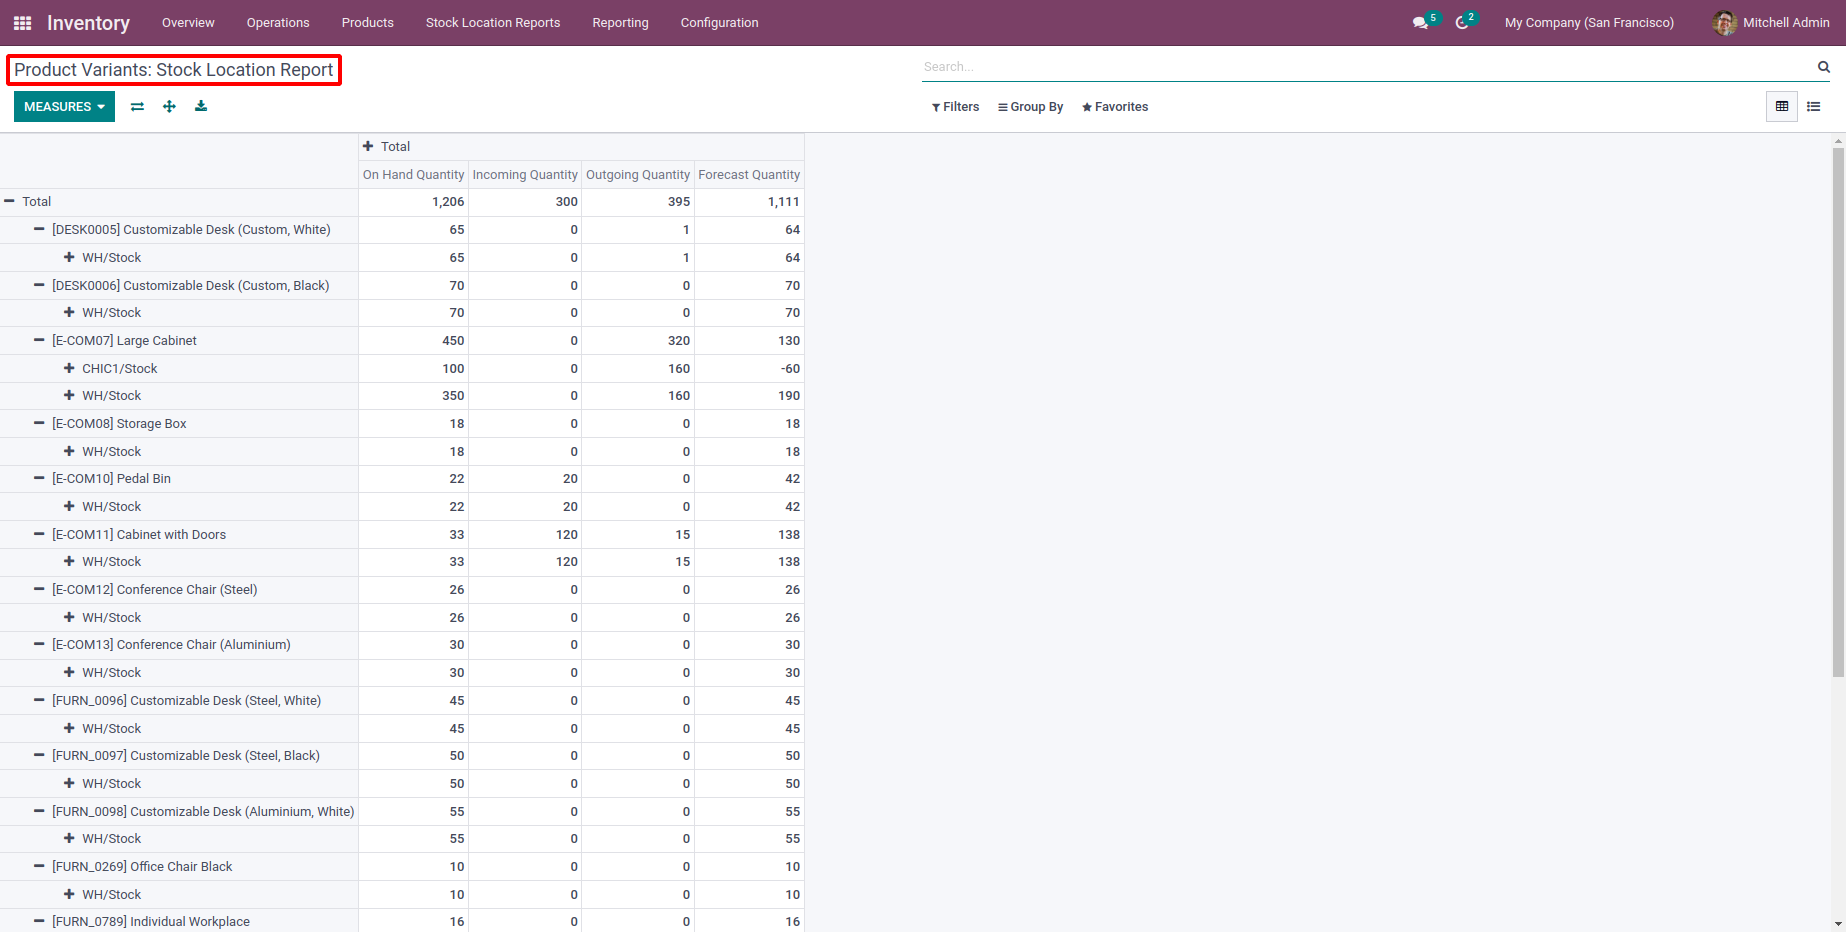 Inventory Overview Operations Products Stock Location Reports Reporting Configuration 5 2 My Company (San Francisco) Mitchell Admin
Product Variants: Stock Location Report Search...
MEASURES Filters Group By Favorites
Total
On Hand Quantity Incoming Quantity Outgoing Quantity Forecast Quantity
Total 1,206 300 395 1,111
[DESK0005] Customizable Desk (Custom, White) 65 0 1 64
WH/Stock 65 0 1 64
[DESK0006] Customizable Desk (Custom, Black) 70 0 0 70
WH/Stock 70 0 0 70
[E-COM07] Large Cabinet 450 0 320 130
CHIC1/Stock 100 0 160 -60
WH/Stock 350 0 160 190
[E-COM08] Storage Box 18 0 0 18
WH/Stock 18 0 0 18
[E-COM10] Pedal Bin 22 20 0 42
WH/Stock 22 20 0 42
[E-COM11] Cabinet with Doors 33 120 15 138
WH/Stock 33 120 15 138
[E-COM12] Conference Chair (Steel) 26 0 0 26
WH/Stock 26 0 0 26
[E-COM13] Conference Chair (Aluminium) 30 0 0 30
WH/Stock 30 0 0 30
[FURN_0096] Customizable Desk (Steel, White) 45 0 0 45
WH/Stock 45 0 0 45
[FURN_0097] Customizable Desk (Steel, Black) 50 0 0 50
WH/Stock 50 0 0 50
[FURN_0098] Customizable Desk (Aluminium, White) 55 0 0 55
WH/Stock 55 0 0 55
[FURN_0269] Office Chair Black 10 0 0 10
WH/Stock 10 0 0 10
[FURN_0789] Individual Workplace 16 0 0 16